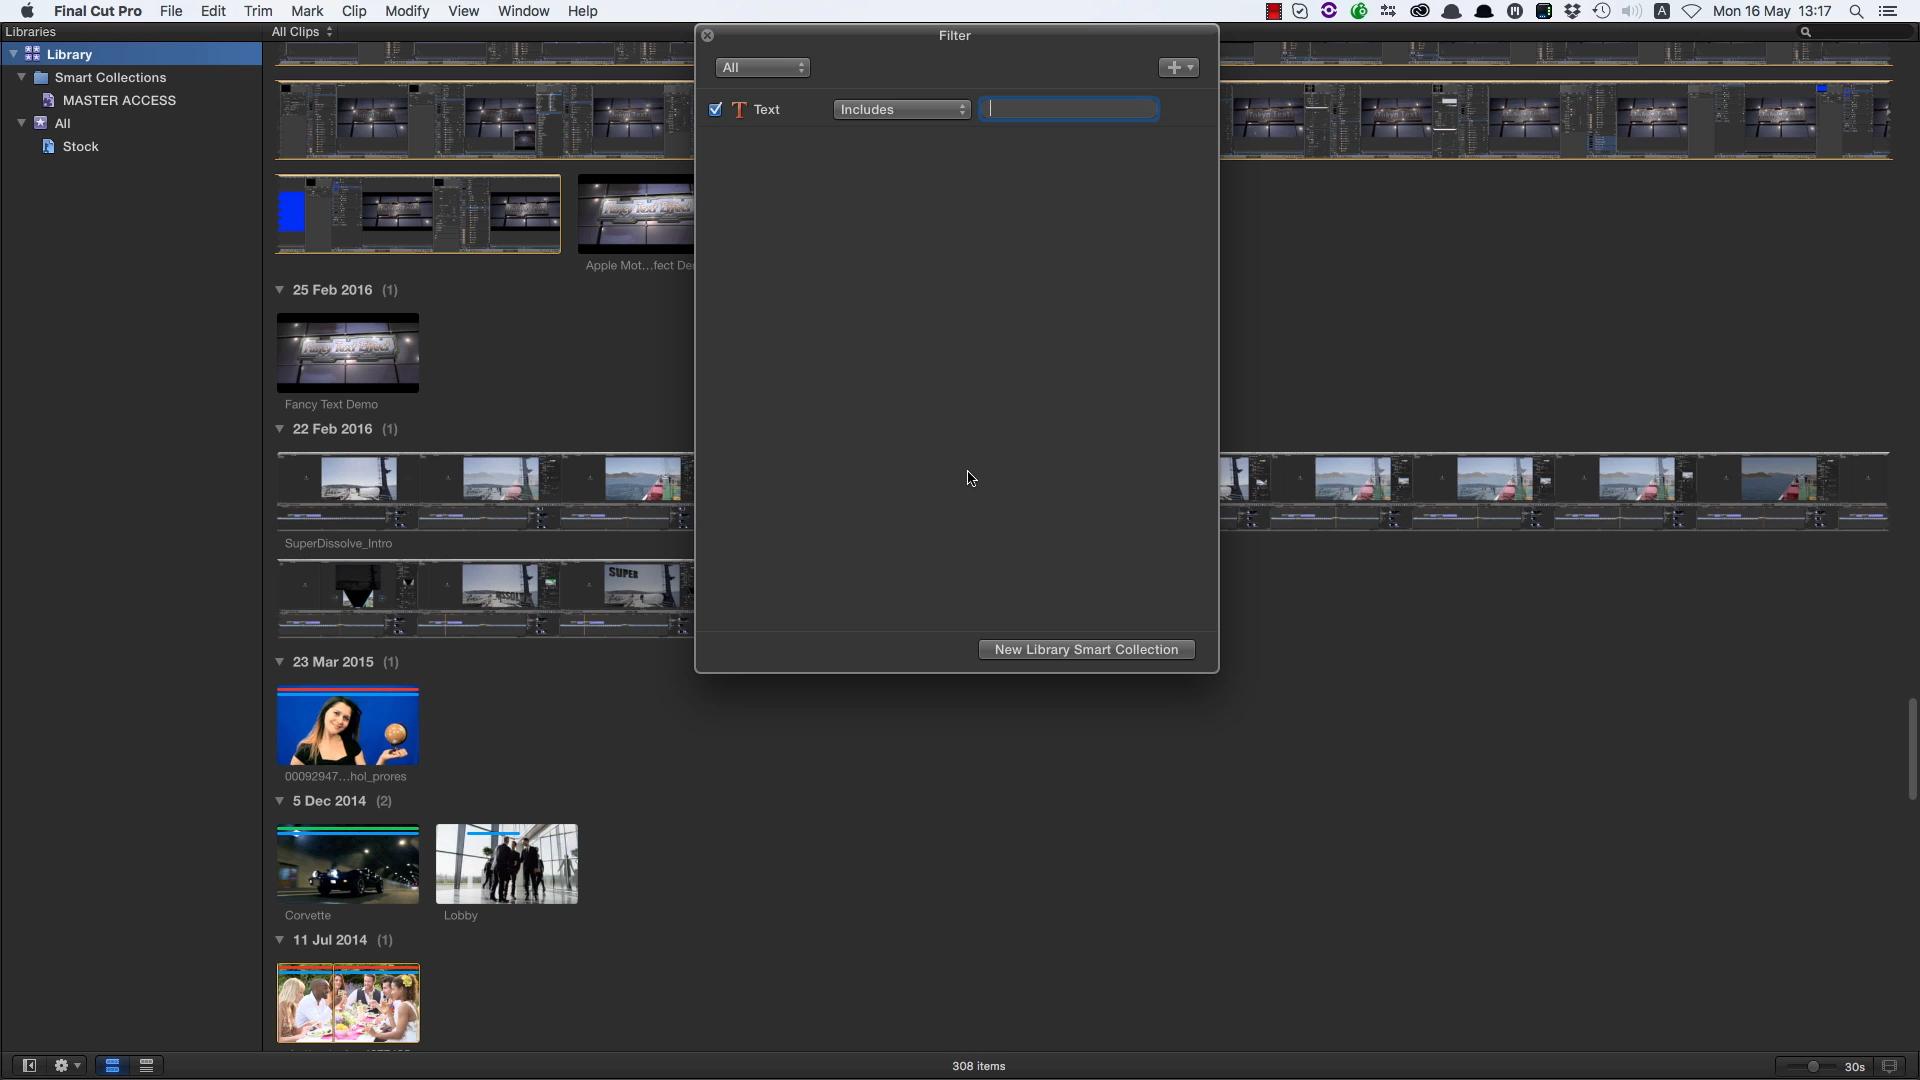 Final Cut Pro File Edit Trim Mark Clip Modify View Window Help Mon 16 May 13:17
Libraries All Clips Filter
Library
All
Smart Collections
MASTER ACCESS
Text Includes
All
Stock
Apple Mot...fect De
25 Feb 2016 (1)
Fancy Text Effect
Fancy Text Demo
22 Feb 2016 (1)
SuperDissolve_Intro
SUPER
New Library Smart Collection
23 Mar 2015 (1)
00092947...hol_prores
5 Dec 2014 (2)
Corvette Lobby
11 Jul 2014 (1)
308 items 30s